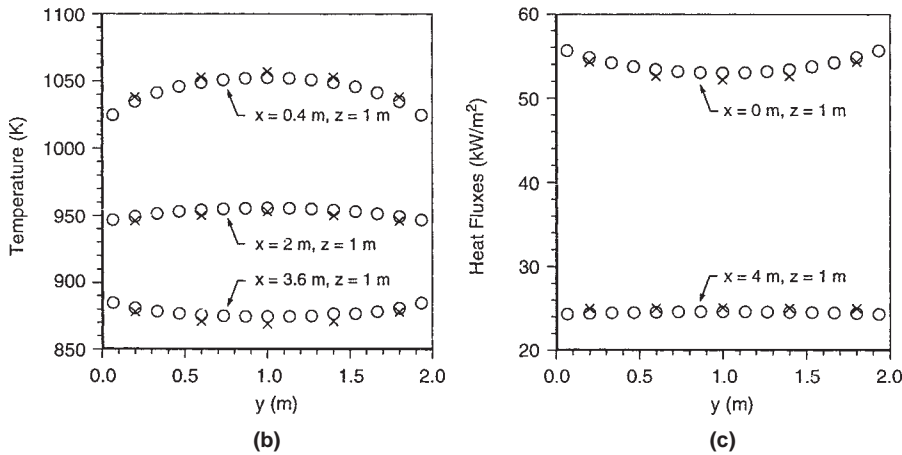 1100
1050
1000
950
900
850
Temperature (K)
x = 0.4 m, z = 1 m
x = 2 m, z = 1 m
x = 3.6 m, z = 1 m
0.0 0.5 1.0 1.5 2.0
y (m)
(b)
60
50
40
30
20
Heat Fluxes (kW/m²)
x = 0 m, z = 1 m
x = 4 m, z = 1 m
0.0 0.5 1.0 1.5 2.0
y (m)
(c)